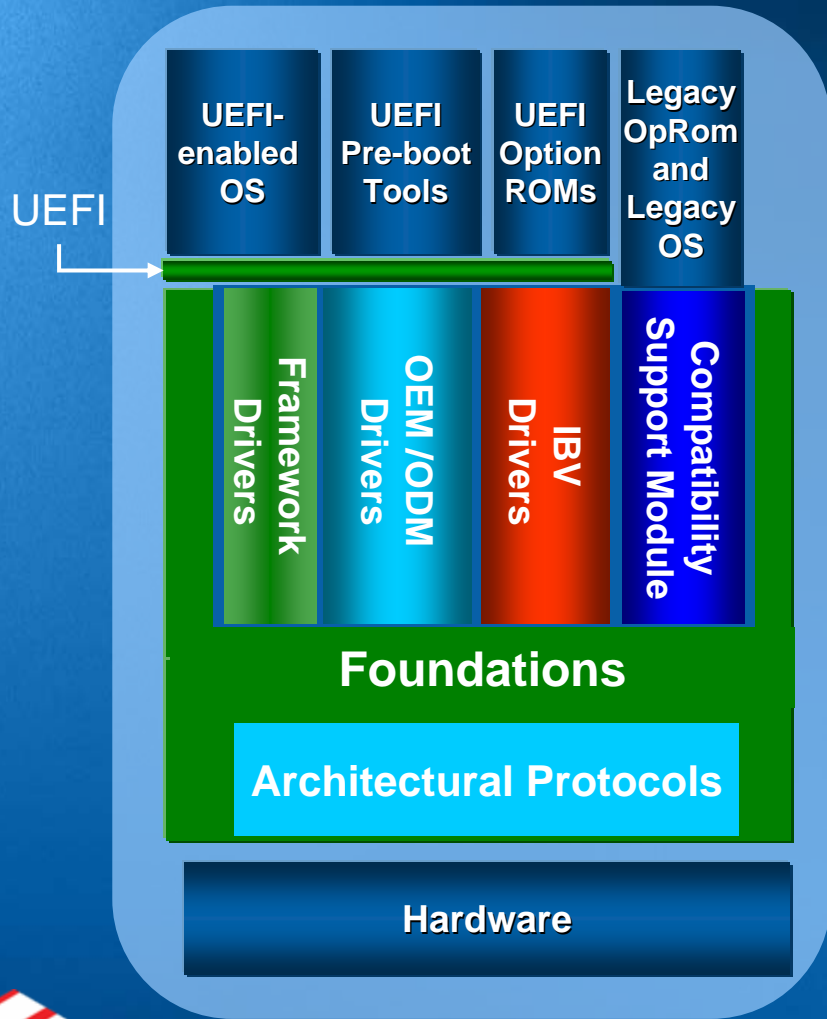 UEFI-
enabled
OS
UEFI
Pre-boot
Tools
UEFI
Option
ROMs
Legacy
OpRom
and
Legacy
OS
UEFI
Framework
Drivers
OEM /ODM
Drivers
IBV
Drivers
Compatibility
Support Module
Foundations
Architectural Protocols
Hardware